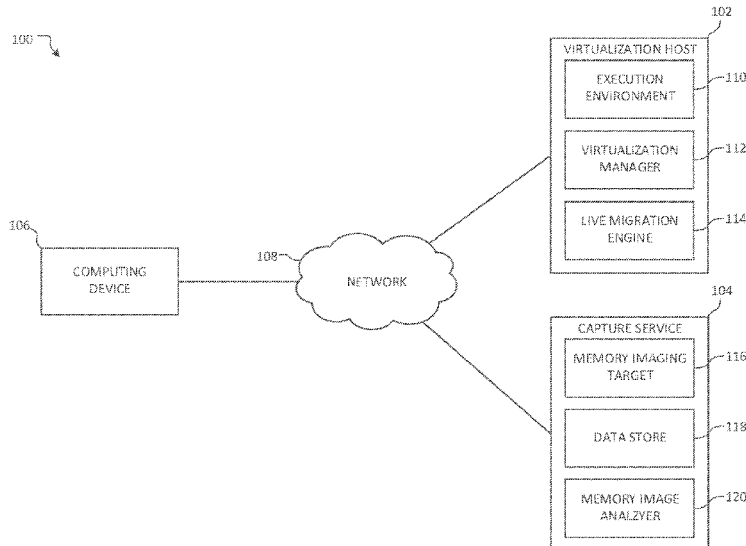 100
102
VIRTUALIZATION HOST
EXECUTION
ENVIRONMENT
110
VIRTUALIZATION
MANAGER
112
LIVE MIGRATION
ENGINE
114
106
COMPUTING
DEVICE
108
NETWORK
104
CAPTURE SERVICE
MEMORY IMAGING
TARGET
116
DATA STORE
118
MEMORY IMAGE
ANALZYER
120